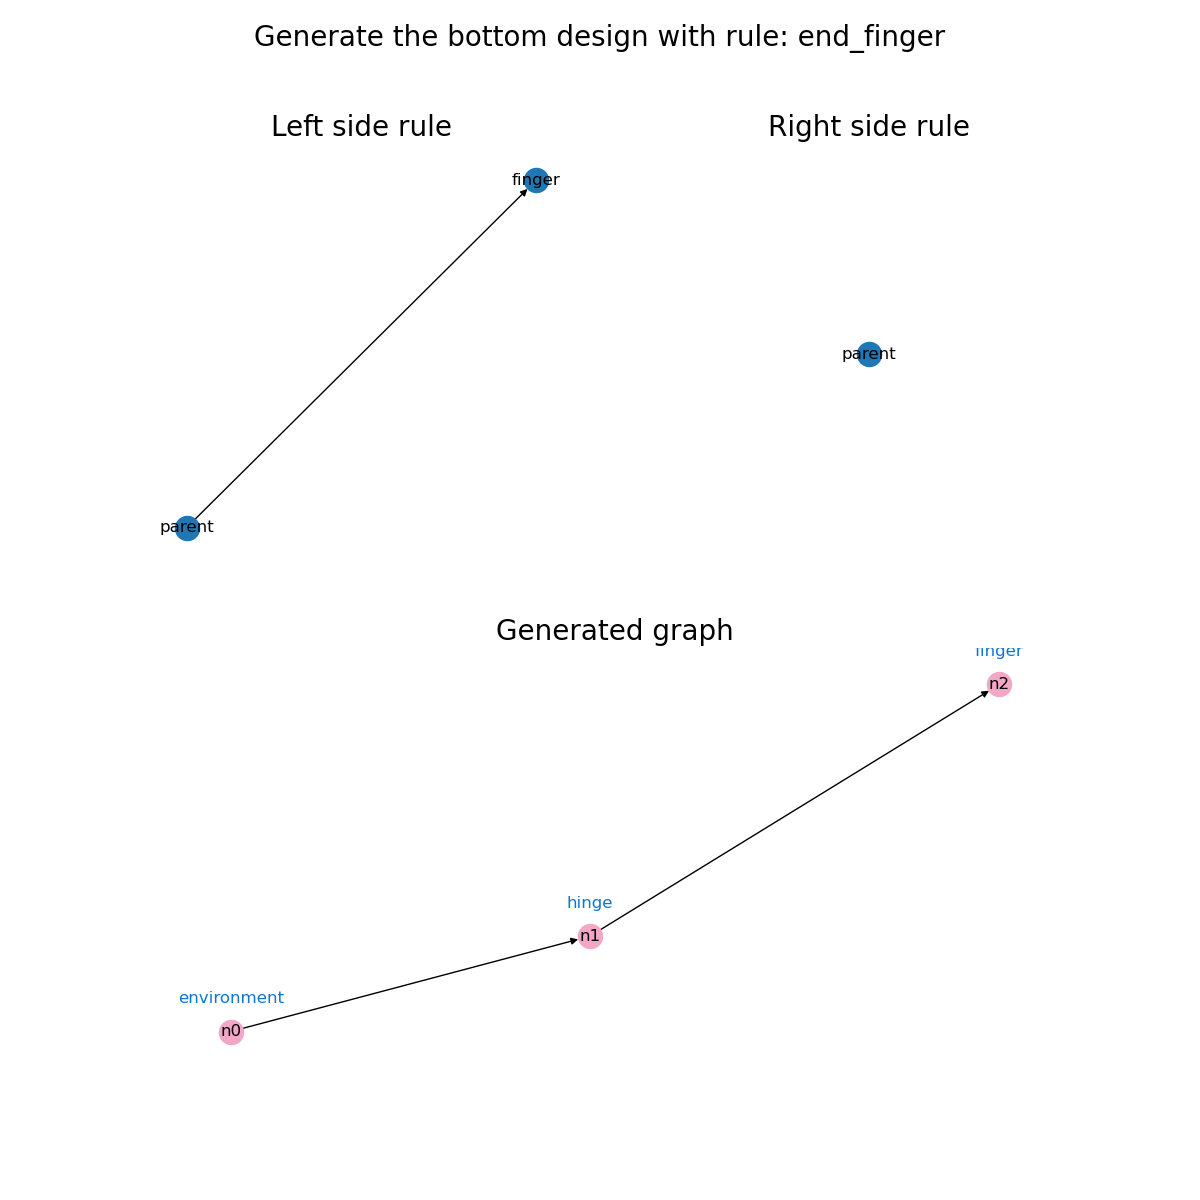 Generate the bottom design with rule: end_finger
Left side rule
Right side rule
finger
parent
parent
Generated graph
finger
n2
hinge
n1
environment
n0